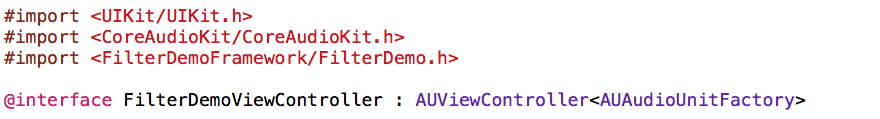 #import <UIKit/UIKit.h>
#import <CoreAudioKit/CoreAudioKit.h>
#import <FilterDemoFramework/FilterDemo.h>
@interface FilterDemoViewController : AUViewController<AUAudioUnitFactory>